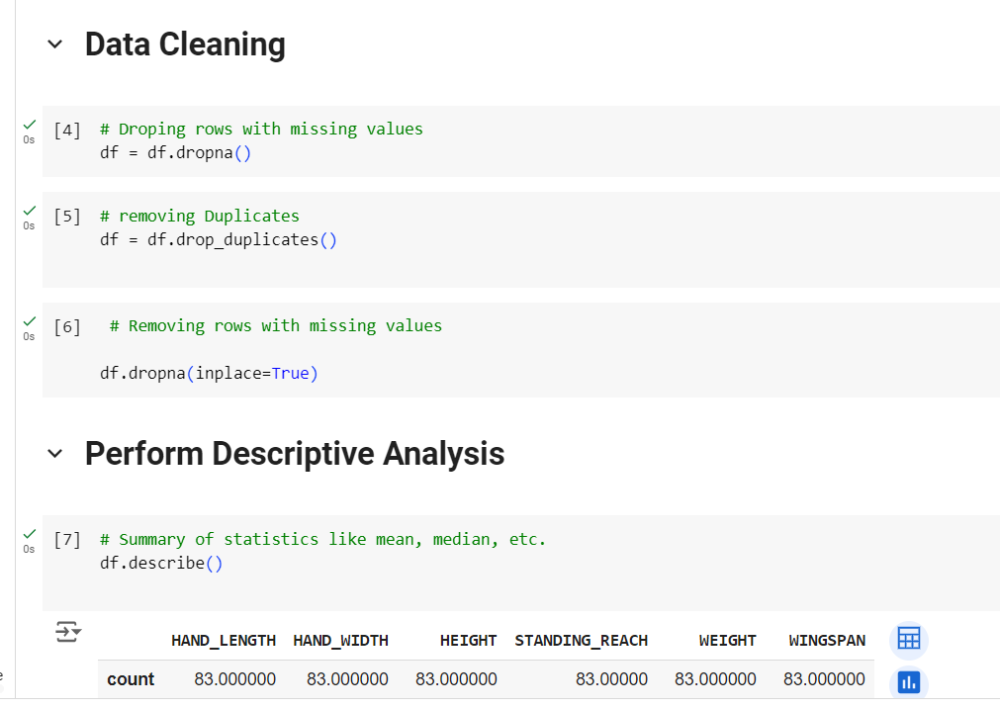 Data Cleaning
0s
[4] # Droping rows with missing values
df = df.dropna()
0s
[5] # removing Duplicates
df = df.drop_duplicates()
0s
[6] # Removing rows with missing values
df.dropna(inplace=True)
Perform Descriptive Analysis
0s
[7] # Summary of statistics like mean, median, etc.
df.describe()
HAND_LENGTH HAND_WIDTH HEIGHT STANDING_REACH WEIGHT WINGSPAN
count 83.000000 83.000000 83.000000 83.00000 83.000000 83.000000